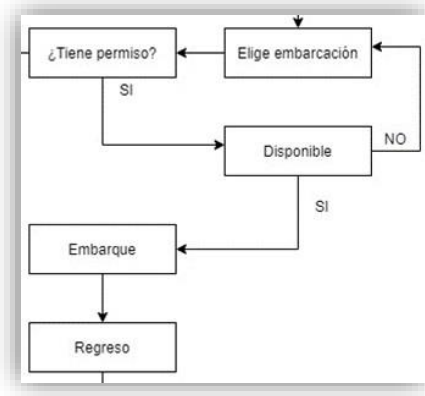 ¿Tiene permiso?
Elige embarcación
SI
Disponible
NO
SI
Embarque
Regreso